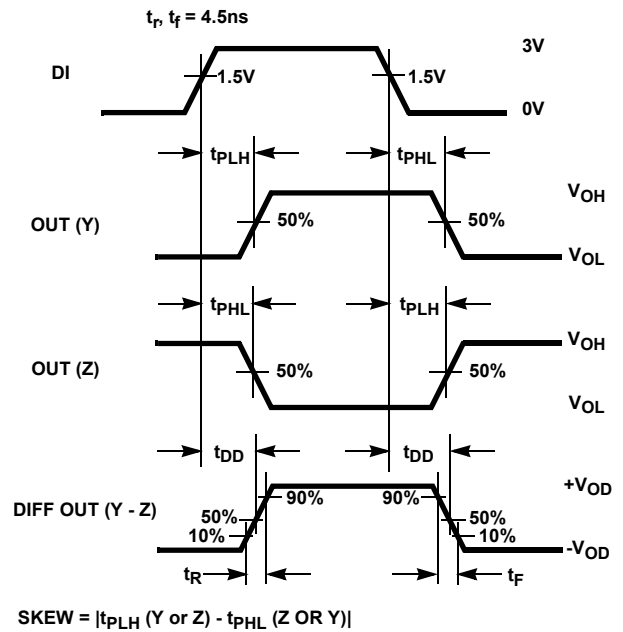 tr, tf = 4.5ns
3V
DI
1.5V
1.5V
0V
tPLH
tPHL
VOH
OUT (Y)
50%
50%
VOL
tPHL
tPLH
VOH
OUT (Z)
50%
50%
VOL
tDD
tDD
+VOD
90%
90%
DIFF OUT (Y - Z)
50%
50%
10%
10%
-VOD
tR
tF
SKEW = |tPLH (Y or Z) - tPHL (Z OR Y)|